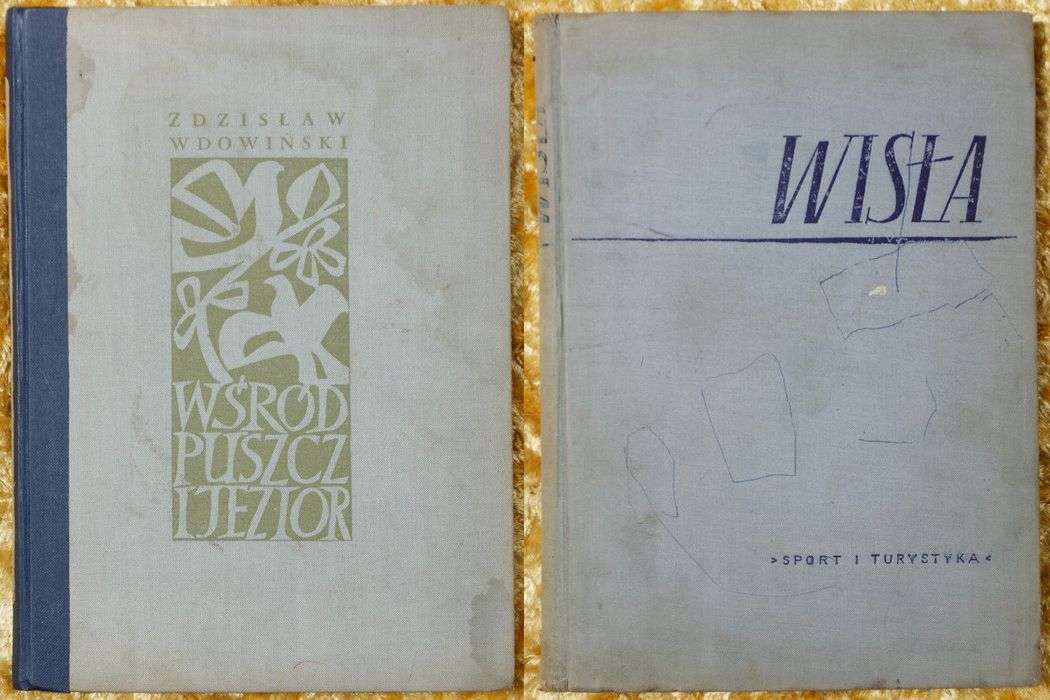 ZDZISŁAW
WDOWIŃSKI
WŚRÓD
PUSZCZ
I JEZIOR
WISŁA
WISŁA
>SPORT I TURYSTYKA<